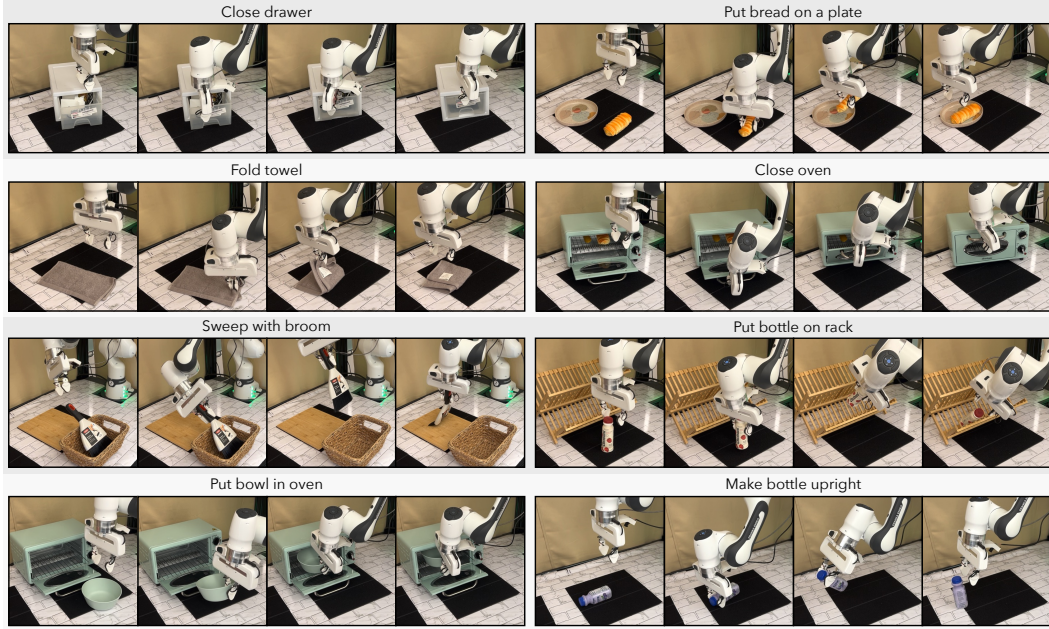 Close drawer
Put bread on a plate
Fold towel
Close oven
Sweep with broom
Put bottle on rack
Put bowl in oven
Make bottle upright